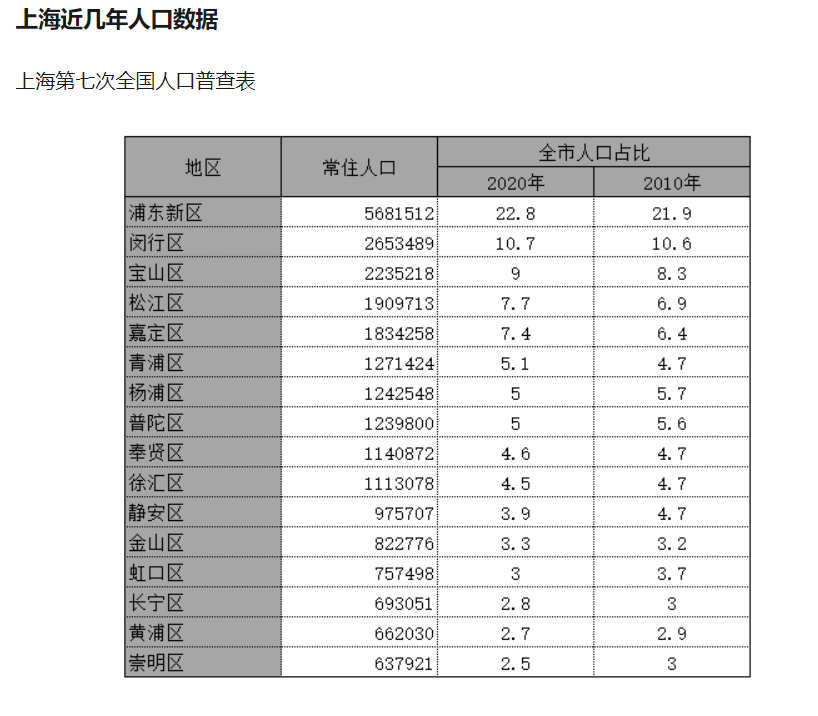 上海近几年人口数据
上海第七次全国人口普查表
地区 常住人口 全市人口占比
2020年 2010年
浦东新区 5681512 22.8 21.9
闵行区 2653489 10.7 10.6
宝山区 2235218 9 8.3
松江区 1909713 7.7 6.9
嘉定区 1834258 7.4 6.4
青浦区 1271424 5.1 4.7
杨浦区 1242548 5 5.7
普陀区 1239800 5 5.6
奉贤区 1140872 4.6 4.7
徐汇区 1113078 4.5 4.7
静安区 975707 3.9 4.7
金山区 822776 3.3 3.2
虹口区 757498 3 3.7
长宁区 693051 2.8 3
黄浦区 662030 2.7 2.9
崇明区 637921 2.5 3